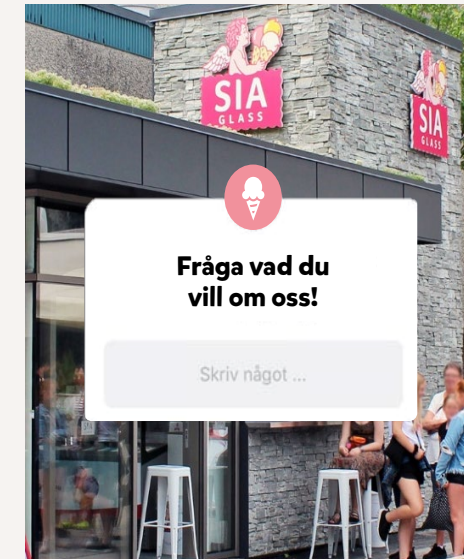 SIA
GLASS
SIA
GLASS
Fråga vad du
vill om oss!
Skriv något ...